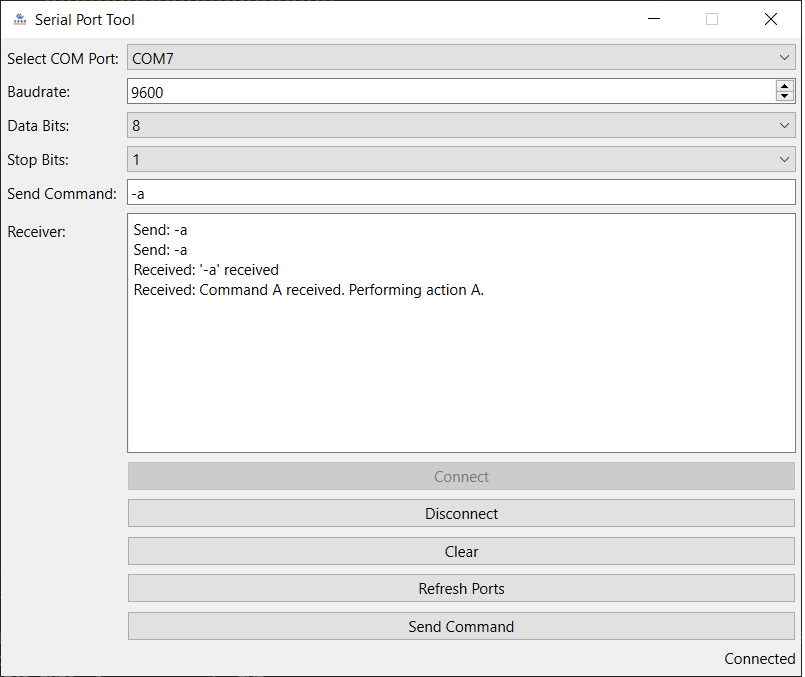 Serial Port Tool
Select COM Port: COM7
Baudrate: 9600
Data Bits: 8
Stop Bits: 1
Send Command: -a
Receiver:
Send: -a
Send: -a
Received: '-a' received
Received: Command A received. Performing action A.
Connect
Disconnect
Clear
Refresh Ports
Send Command
Connected